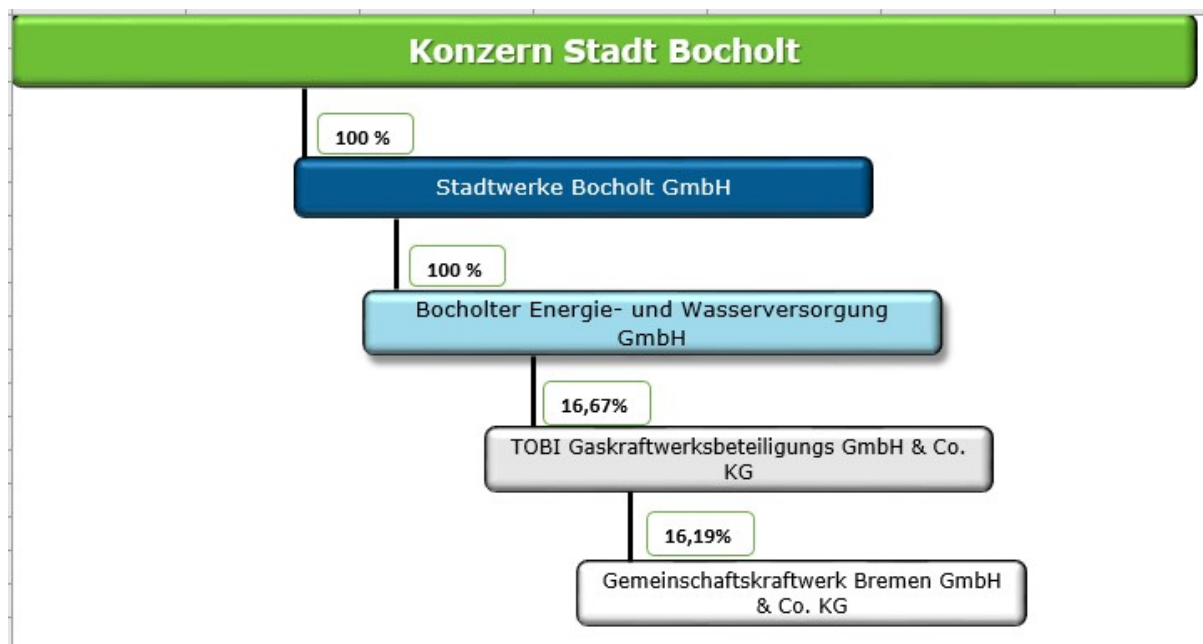 Konzern Stadt Bocholt
100 %
Stadtwerke Bocholt GmbH
100 %
Bocholter Energie- und Wasserversorgung
GmbH
16,67%
TOBI Gaskraftwerksbeteiligungs GmbH & Co.
KG
16,19%
Gemeinschaftskraftwerk Bremen GmbH
& Co. KG